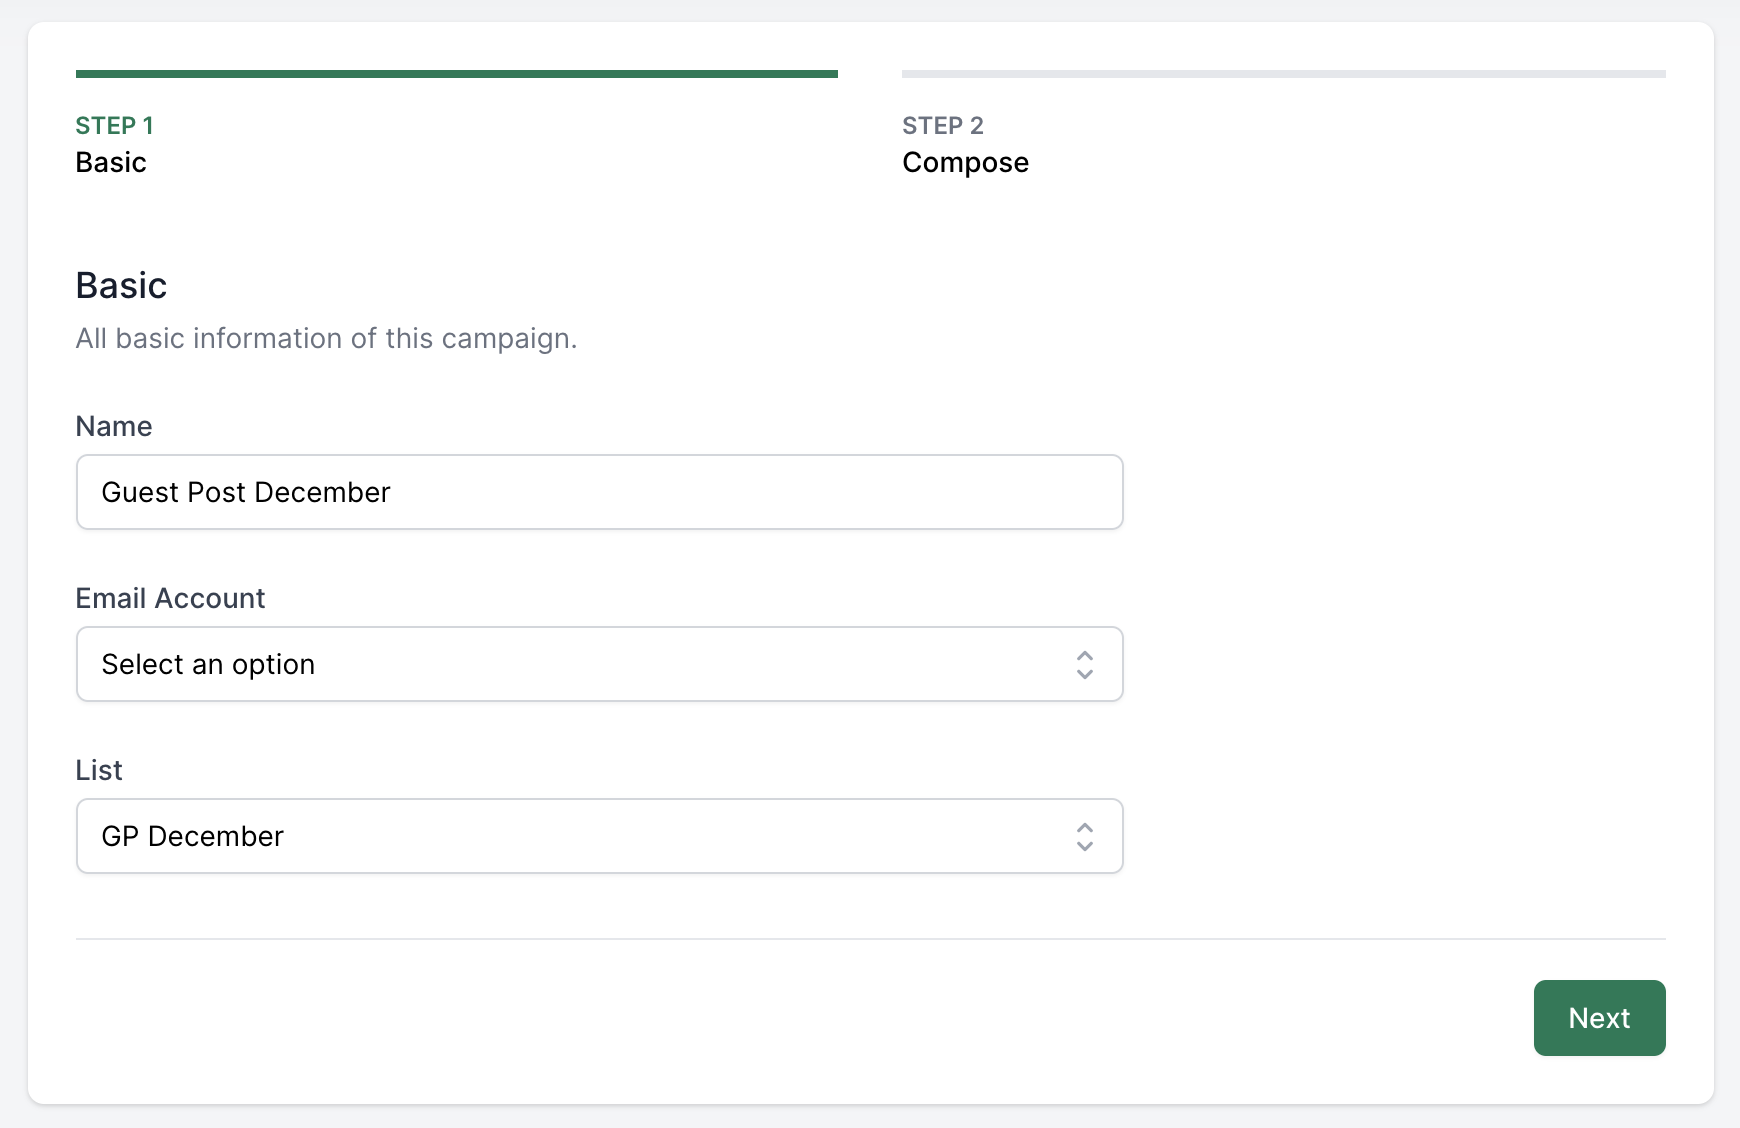 STEP 1
Basic
STEP 2
Compose
Basic
All basic information of this campaign.
Name
Guest Post December
Email Account
Select an option
List
GP December
Next